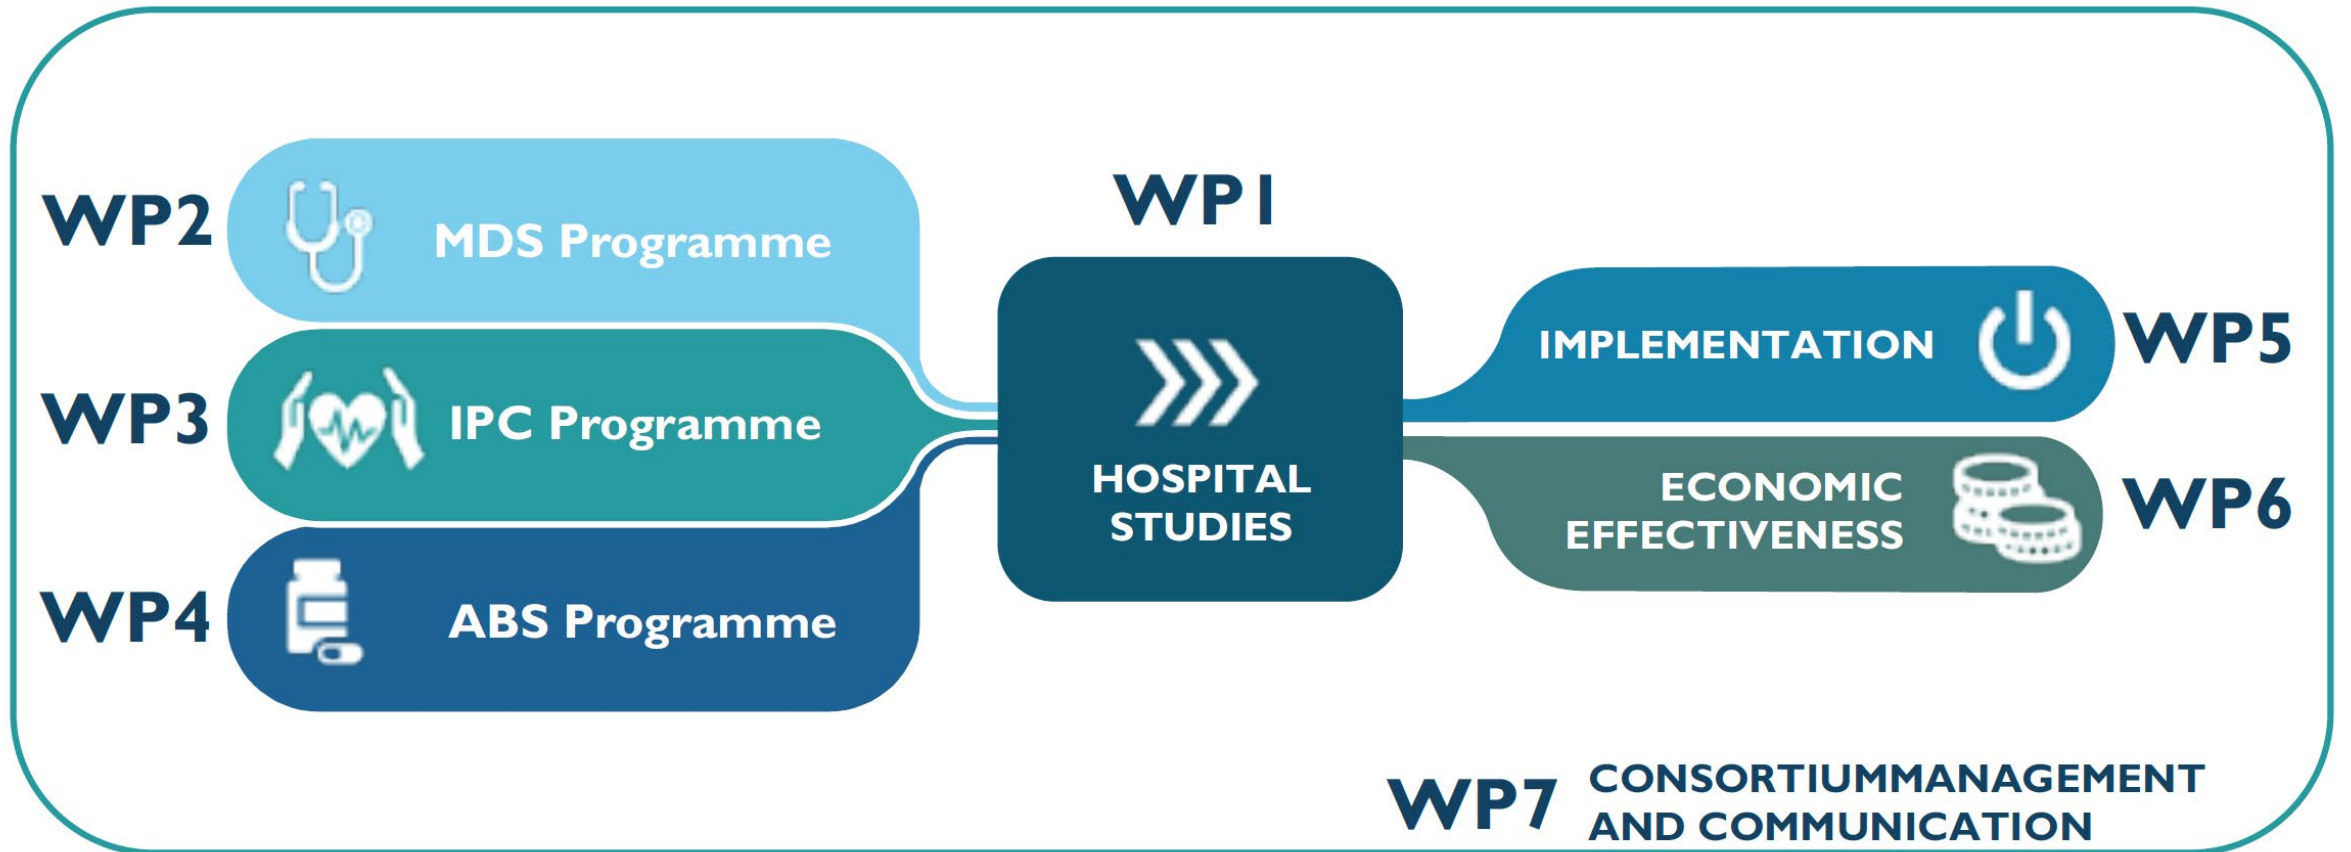 WP2
MDS Programme
WP3
IPC Programme
WP4
ABS Programme
WP1
HOSPITAL
STUDIES
IMPLEMENTATION
WP5
ECONOMIC
EFFECTIVENESS
WP6
WP7
CONSORTIUMMANAGEMENT
AND COMMUNICATION